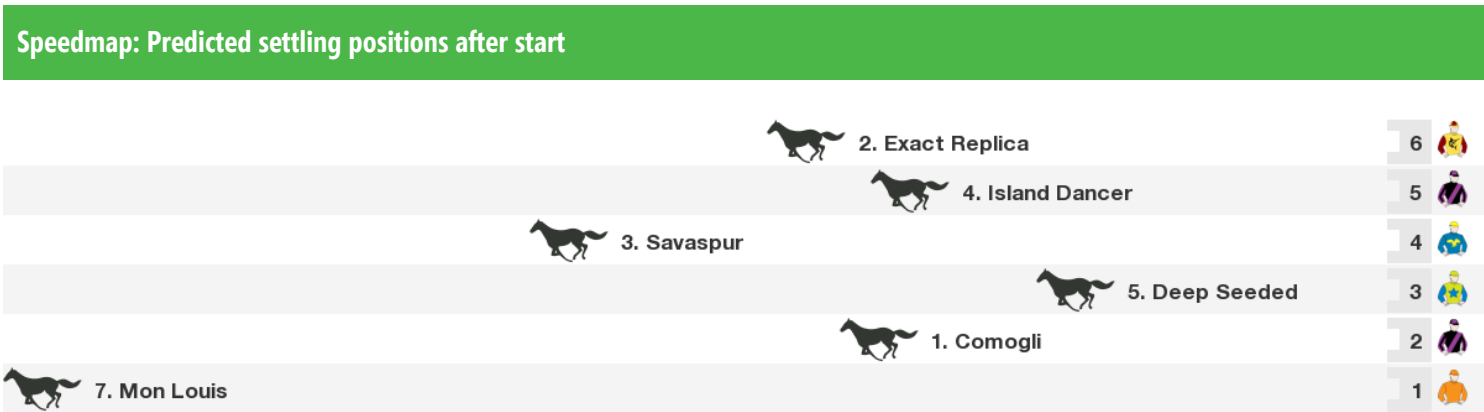 Speedmap: Predicted settling positions after start
2. Exact Replica 6
4. Island Dancer 5
3. Savaspur 4
5. Deep Seeded 3
1. Comogli 2
7. Mon Louis 1